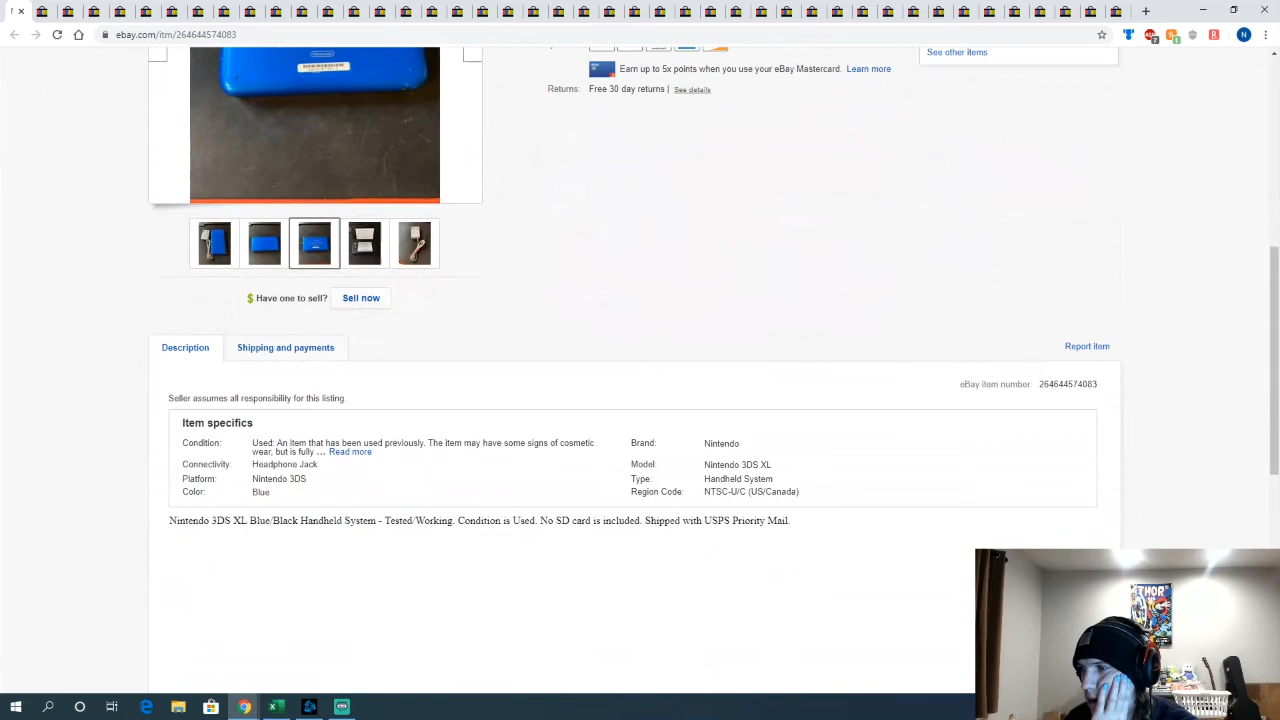 ebay.com/itm/264644574083
N
Nintendo
See other items
Earn up to 5x points when you use your eBay Mastercard. Learn more
Returns: Free 30 day returns | See details
$ Have one to sell? Sell now
Description Shipping and payments
Report item
eBay item number: 264644574083
Seller assumes all responsibility for this listing.
Item specifics
Condition: Used: An item that has been used previously. The item may have some signs of cosmetic
wear, but is fully … Read more
Brand: Nintendo
Connectivity: Headphone Jack
Model: Nintendo 3DS XL
Platform: Nintendo 3DS
Type: Handheld System
Color: Blue
Region Code: NTSC-U/C (US/Canada)
Nintendo 3DS XL Blue/Black Handheld System - Tested/Working. Condition is Used. No SD card is included. Shipped with USPS Priority Mail.
THOR